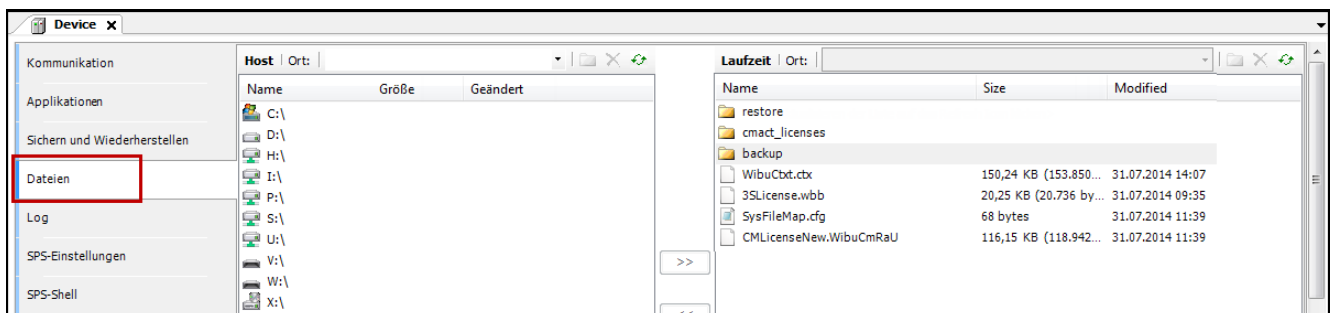 Device
Kommunikation
Applikationen
Sichern und Wiederherstellen
Dateien
Log
SPS-Einstellungen
SPS-Shell
Host Ort:
Name Größe Geändert
C:\
D:\
H:\
I:\
P:\
S:\
U:\
V:\
W:\
X:\
>>
<<
Laufzeit Ort:
Name Size Modified
restore
cmact_licenses
backup
WibuCtxt.ctx 150,24 KB (153.850... 31.07.2014 14:07
3SLicense.wbb 20,25 KB (20.736 by... 31.07.2014 09:35
SysFileMap.cfg 68 bytes 31.07.2014 11:39
CMLicenseNew.WibuCmRaU 116,15 KB (118.942... 31.07.2014 11:39